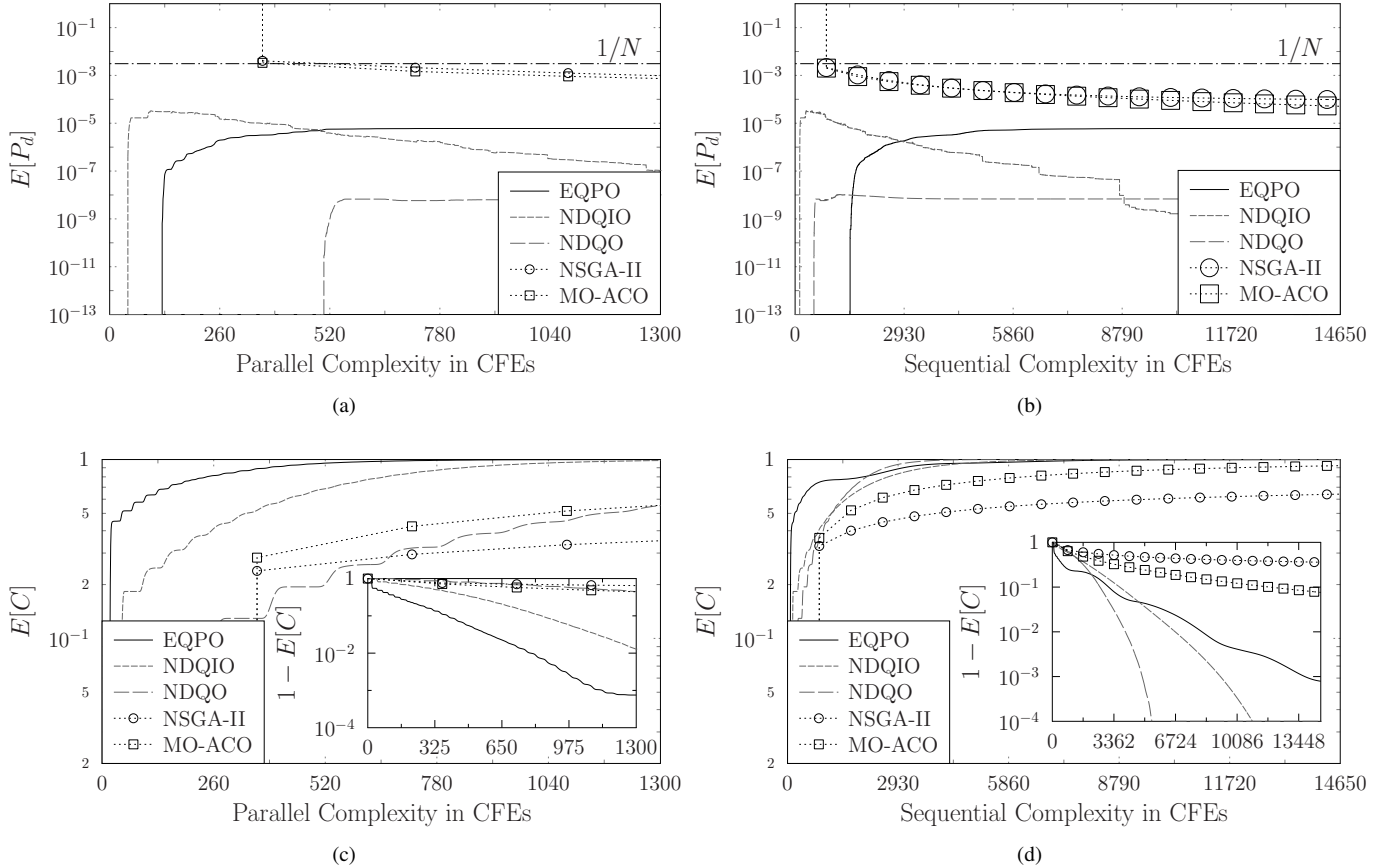 10⁻¹
10⁻³
10⁻⁵
10⁻⁷
10⁻⁹
10⁻¹¹
10⁻¹³
E[P_d]
1/N
EQPO
NDQIO
NDQO
NSGA-II
MO-ACO
0 260 520 780 1040 1300
Parallel Complexity in CFEs
(a)
10⁻¹
10⁻³
10⁻⁵
10⁻⁷
10⁻⁹
10⁻¹¹
10⁻¹³
E[P_d]
1/N
EQPO
NDQIO
NDQO
NSGA-II
MO-ACO
0 2930 5860 8790 11720 14650
Sequential Complexity in CFEs
(b)
1
5
2
10⁻¹
5
2
E[C]
EQPO
NDQIO
NDQO
NSGA-II
MO-ACO
1
10⁻²
10⁻⁴
1 − E[C]
0 325 650 975 1300
0 260 520 780 1040 1300
Parallel Complexity in CFEs
(c)
1
5
2
10⁻¹
5
2
E[C]
EQPO
NDQIO
NDQO
NSGA-II
MO-ACO
1
10⁻¹
10⁻²
10⁻³
10⁻⁴
1 − E[C]
0 3362 6724 10086 13448
0 2930 5860 8790 11720 14650
Sequential Complexity in CFEs
(d)